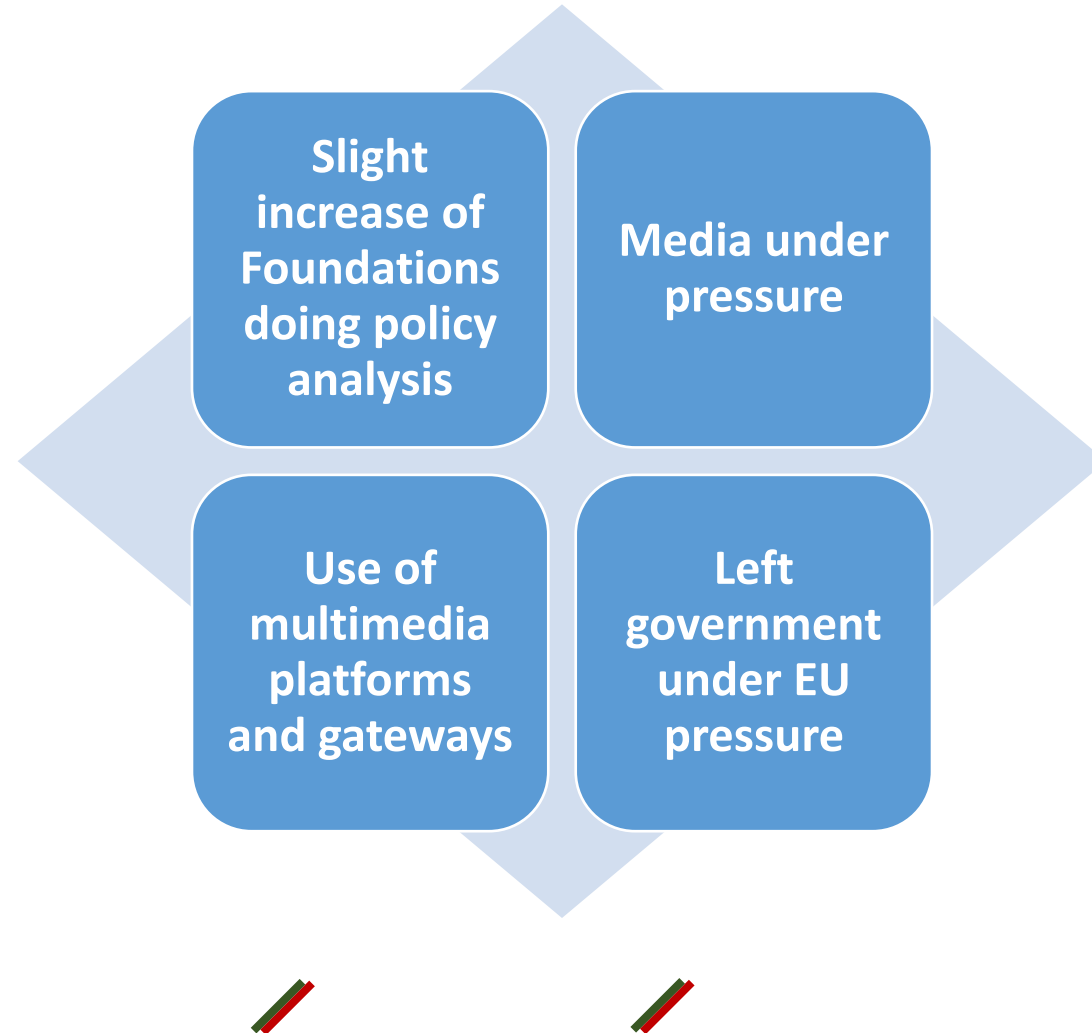 Slight
increase of
Foundations
doing policy
analysis
Media under
pressure
Use of
multimedia
platforms
and gateways
Left
government
under EU
pressure